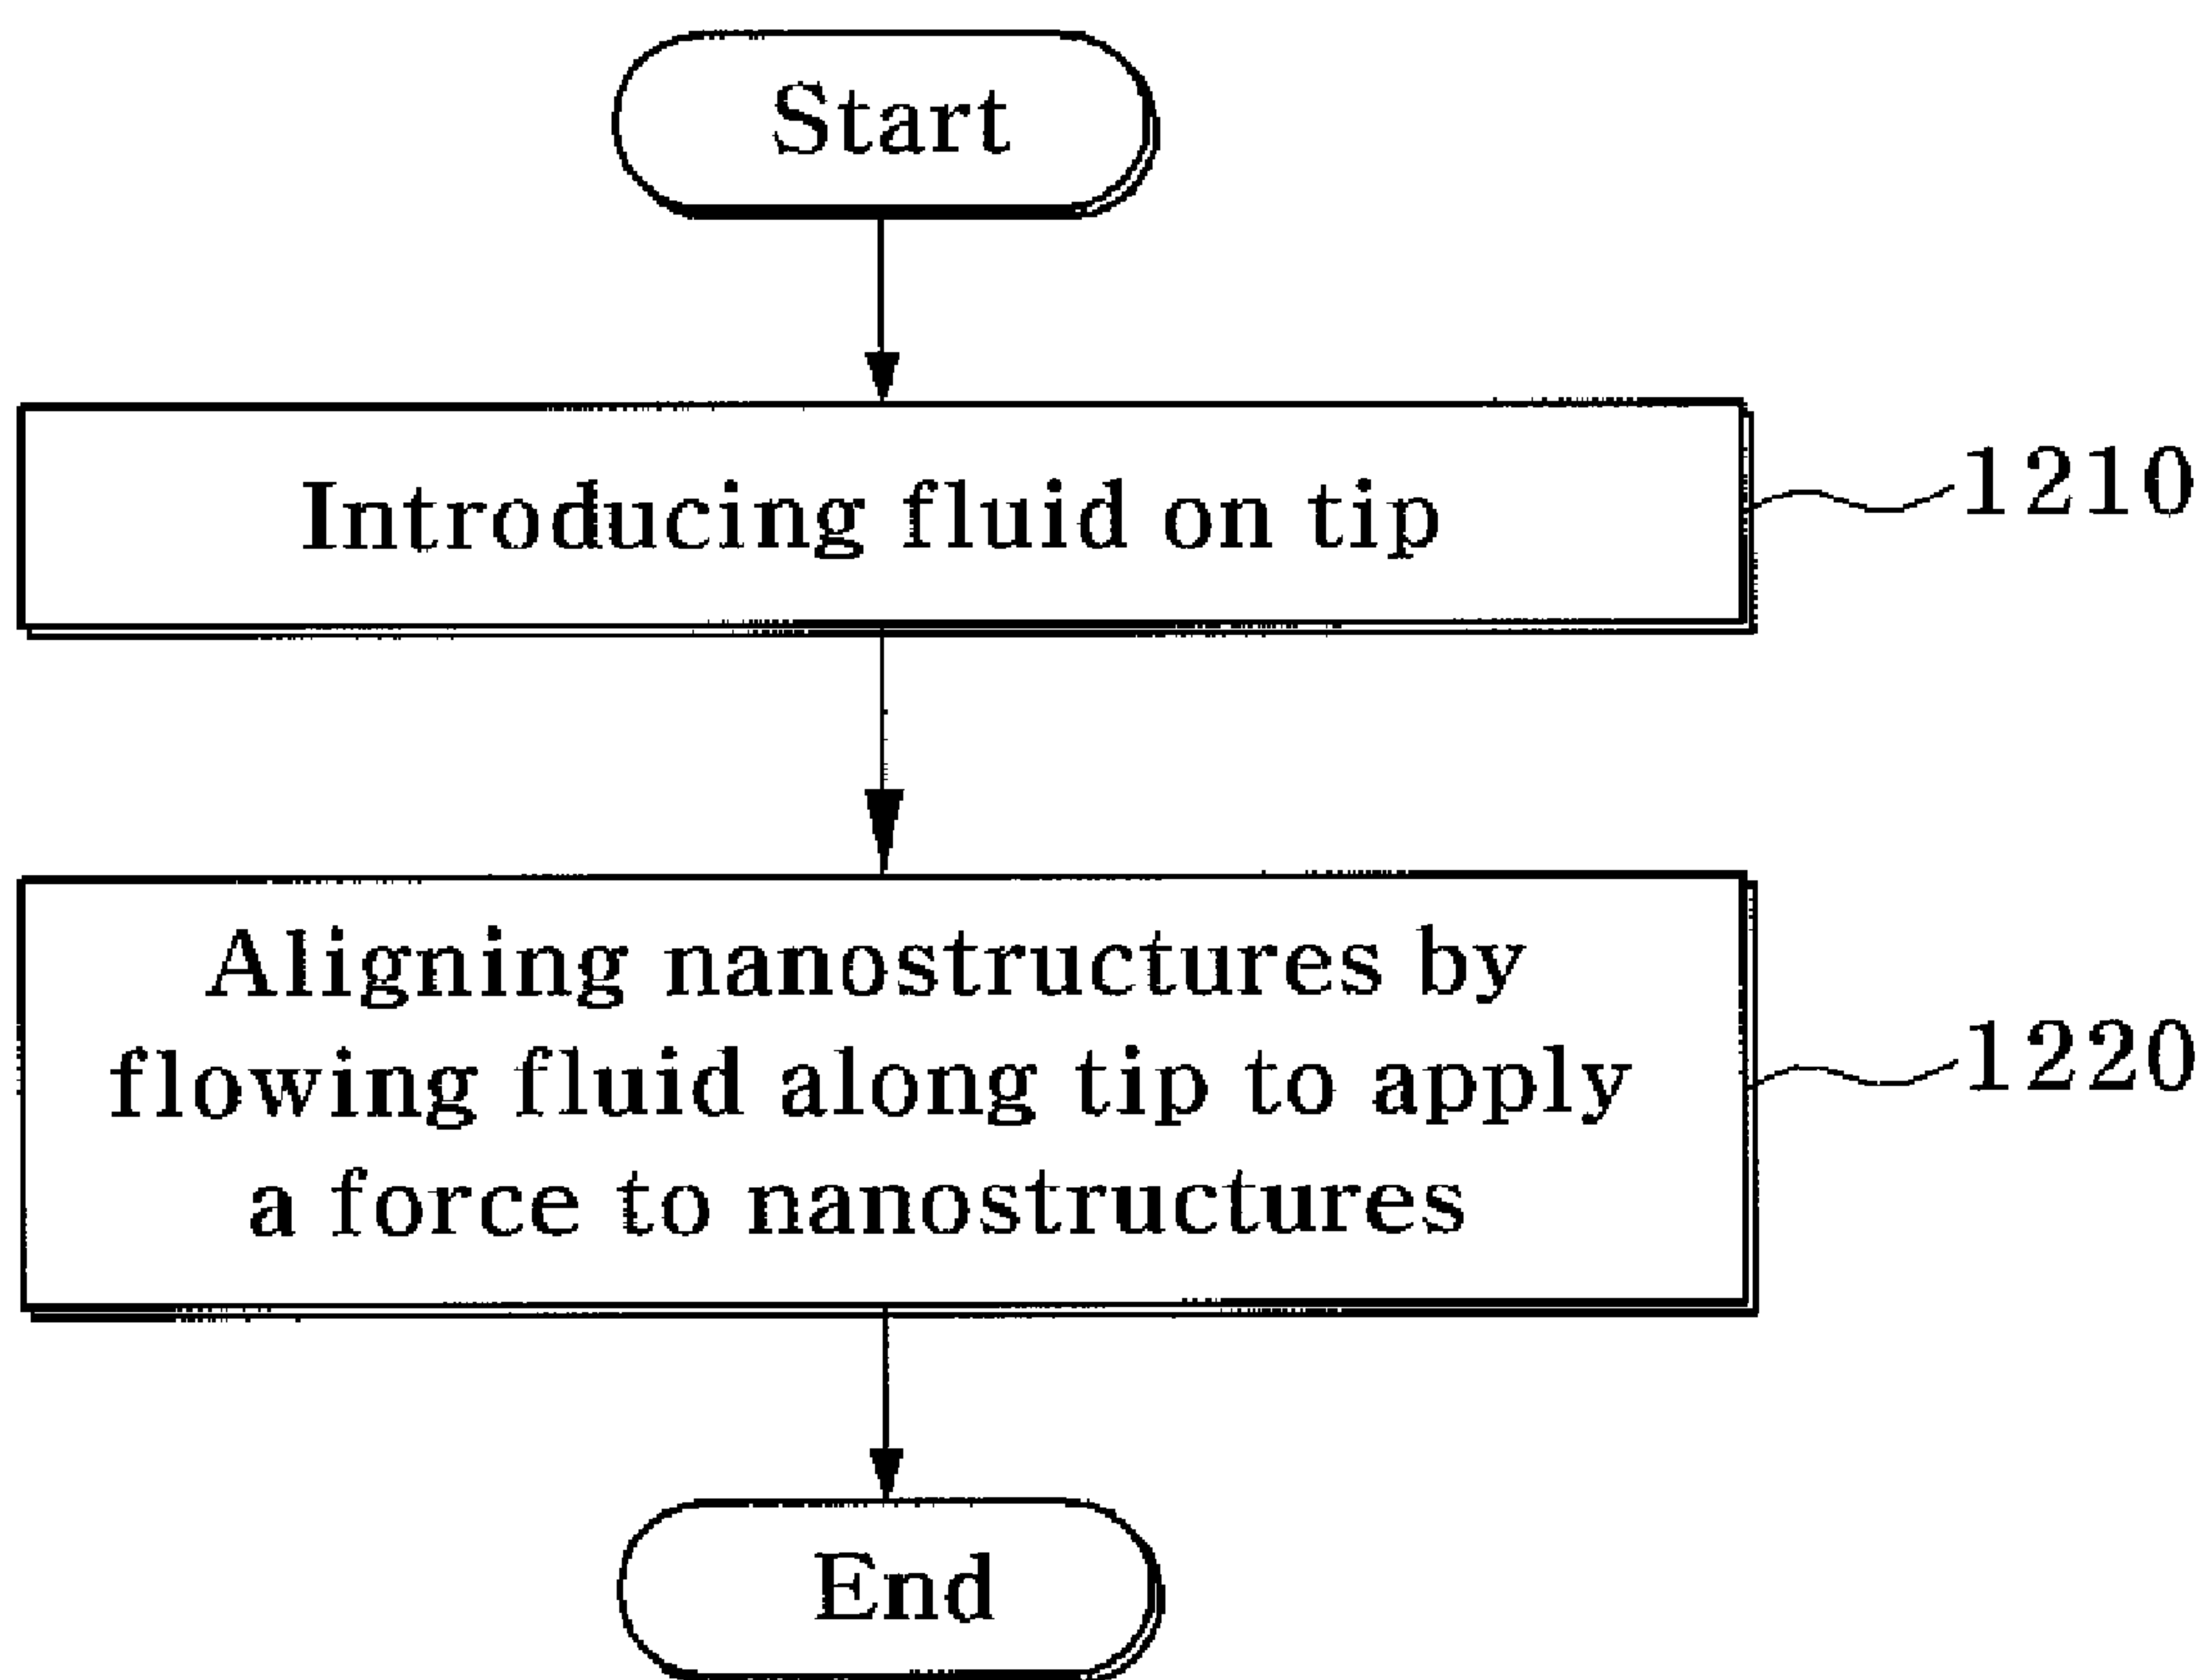 Start
Introducing fluid on tip
1210
Aligning nanostructures by
flowing fluid along tip to apply
a force to nanostructures
1220
End